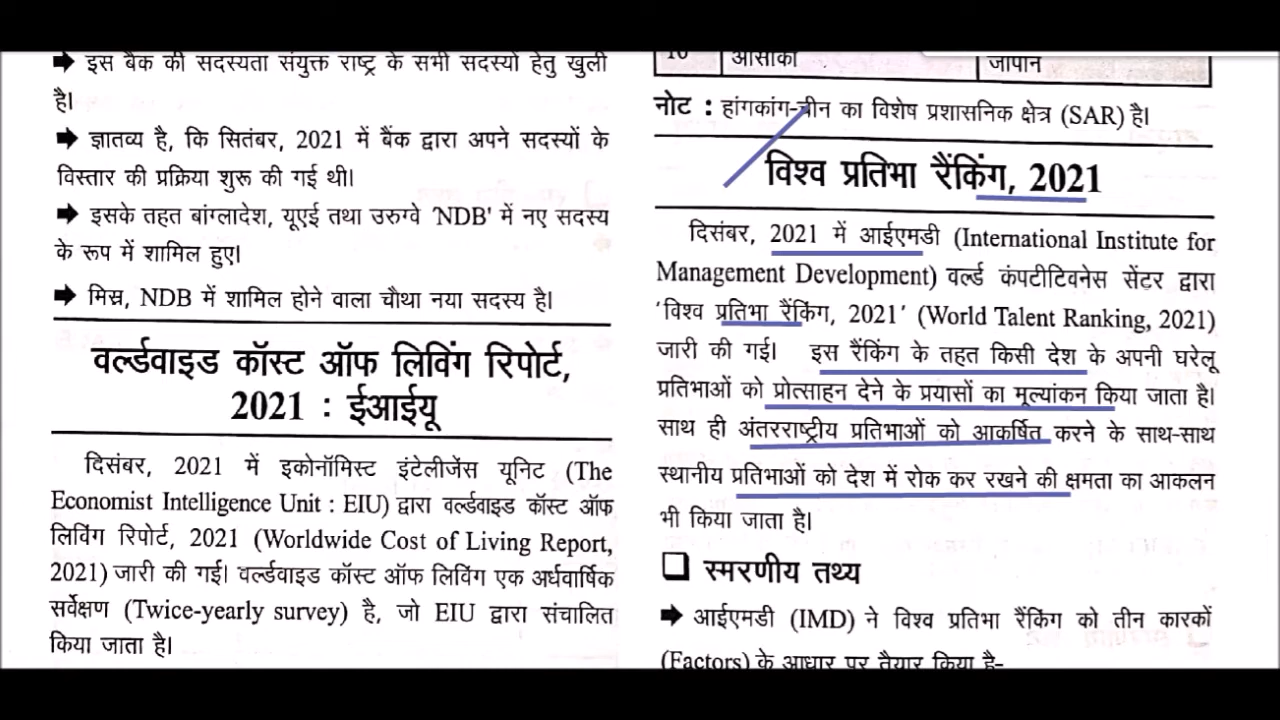 ➡ इस बैंक की सदस्यता संयुक्त राष्ट्र के सभी सदस्यों हेतु खुली
है।
➡ ज्ञातव्य है, कि सितंबर, 2021 में बैंक द्वारा अपने सदस्यों के
विस्तार की प्रक्रिया शुरू की गई थी।
➡ इसके तहत बांग्लादेश, यूएई तथा उरुग्वे 'NDB' में नए सदस्य
के रूप में शामिल हुए।
➡ मिस्र, NDB में शामिल होने वाला चौथा नया सदस्य है।
वर्ल्डवाइड कॉस्ट ऑफ लिविंग रिपोर्ट,
2021 : ईआईयू
दिसंबर, 2021 में इकोनॉमिस्ट इंटेलीजेंस यूनिट (The
Economist Intelligence Unit : EIU) द्वारा वर्ल्डवाइड कॉस्ट ऑफ
लिविंग रिपोर्ट, 2021 (Worldwide Cost of Living Report,
2021) जारी की गई। वर्ल्डवाइड कॉस्ट ऑफ लिविंग एक अर्धवार्षिक
सर्वेक्षण (Twice-yearly survey) है, जो EIU द्वारा संचालित
किया जाता है।
10 ओसाका जापान
नोट : हांगकांग-चीन का विशेष प्रशासनिक क्षेत्र (SAR) है।
विश्व प्रतिभा रैंकिंग, 2021
दिसंबर, 2021 में आईएमडी (International Institute for
Management Development) वर्ल्ड कंपटीटिवनेस सेंटर द्वारा
'विश्व प्रतिभा रैंकिंग, 2021' (World Talent Ranking, 2021)
जारी की गई। इस रैंकिंग के तहत किसी देश के अपनी घरेलू
प्रतिभाओं को प्रोत्साहन देने के प्रयासों का मूल्यांकन किया जाता है।
साथ ही अंतरराष्ट्रीय प्रतिभाओं को आकर्षित करने के साथ-साथ
स्थानीय प्रतिभाओं को देश में रोक कर रखने की क्षमता का आकलन
भी किया जाता है।
❑ स्मरणीय तथ्य
➡ आईएमडी (IMD) ने विश्व प्रतिभा रैंकिंग को तीन कारकों
(Factors) के आधार पर तैयार किया है-